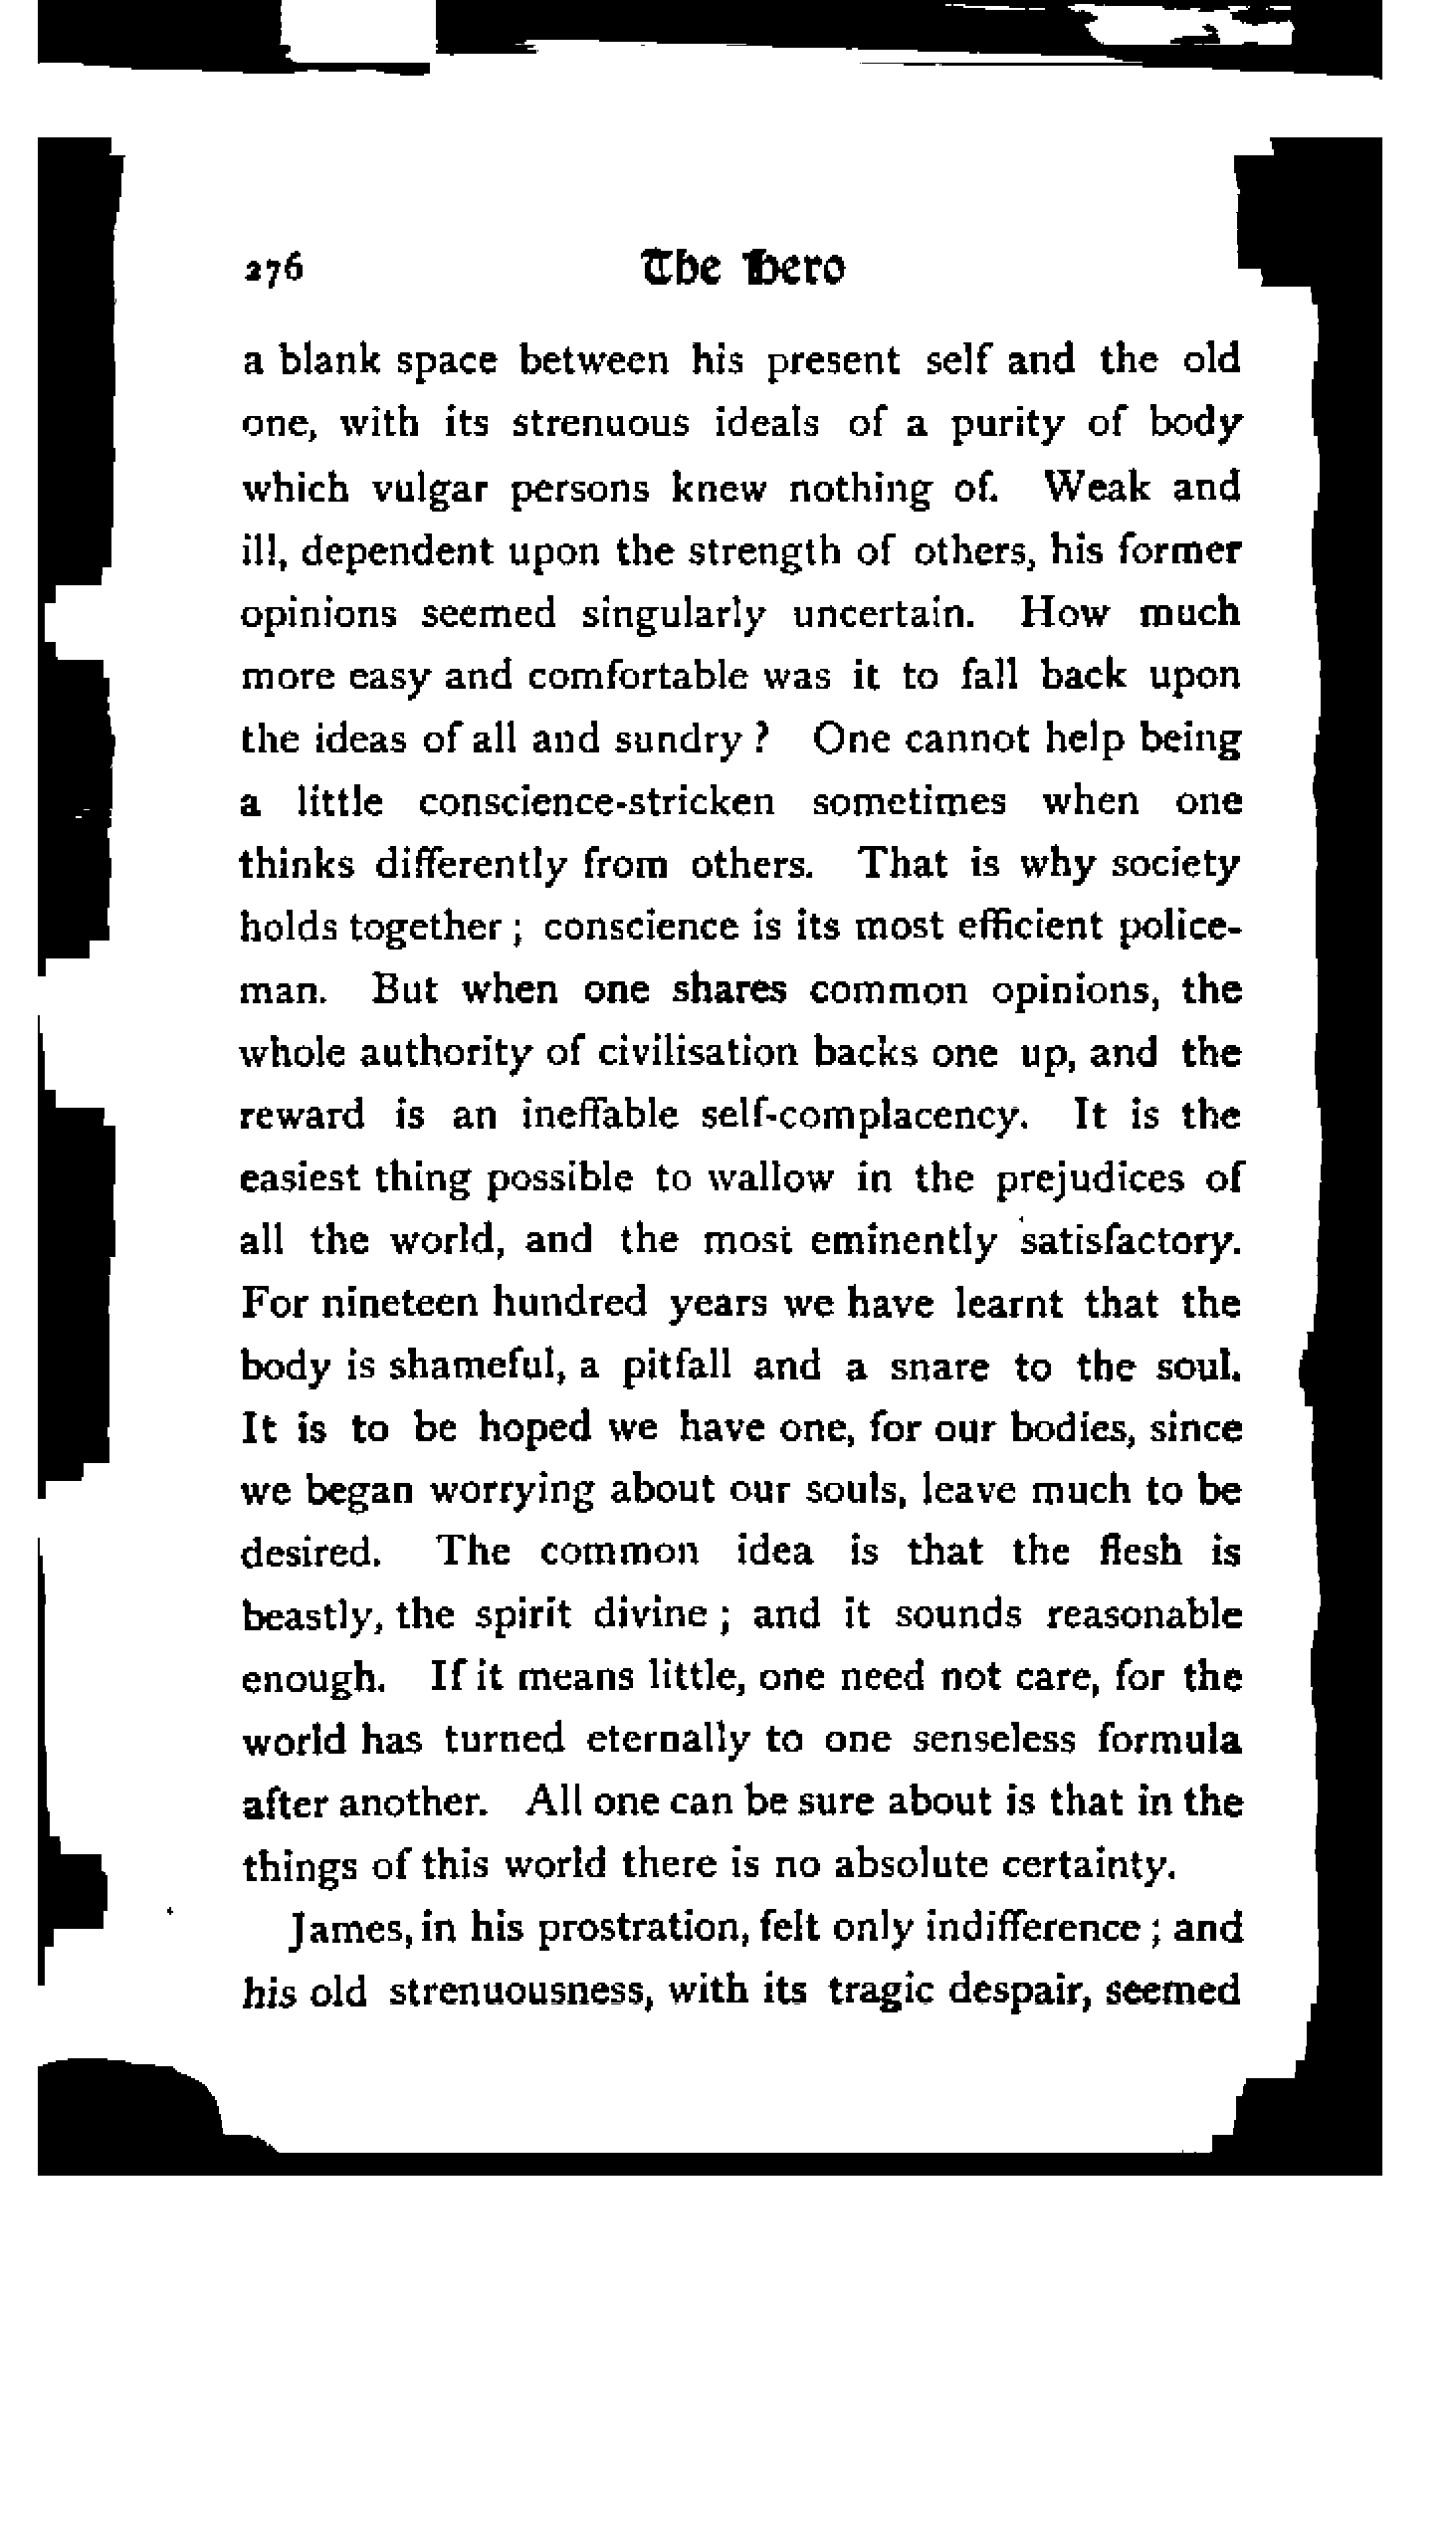 276
The Hero
a blank space between his present self and the old
one, with its strenuous ideals of a purity of body
which vulgar persons knew nothing of. Weak and
ill, dependent upon the strength of others, his former
opinions seemed singularly uncertain. How much
more easy and comfortable was it to fall back upon
the ideas of all and sundry ? One cannot help being
a little conscience-stricken sometimes when one
thinks differently from others. That is why society
holds together ; conscience is its most efficient police-
man. But when one shares common opinions, the
whole authority of civilisation backs one up, and the
reward is an ineffable self-complacency. It is the
easiest thing possible to wallow in the prejudices of
all the world, and the most eminently satisfactory.
For nineteen hundred years we have learnt that the
body is shameful, a pitfall and a snare to the soul.
It is to be hoped we have one, for our bodies, since
we began worrying about our souls, leave much to be
desired. The common idea is that the flesh is
beastly, the spirit divine ; and it sounds reasonable
enough. If it means little, one need not care, for the
world has turned eternally to one senseless formula
after another. All one can be sure about is that in the
things of this world there is no absolute certainty.
James, in his prostration, felt only indifference ; and
his old strenuousness, with its tragic despair, seemed